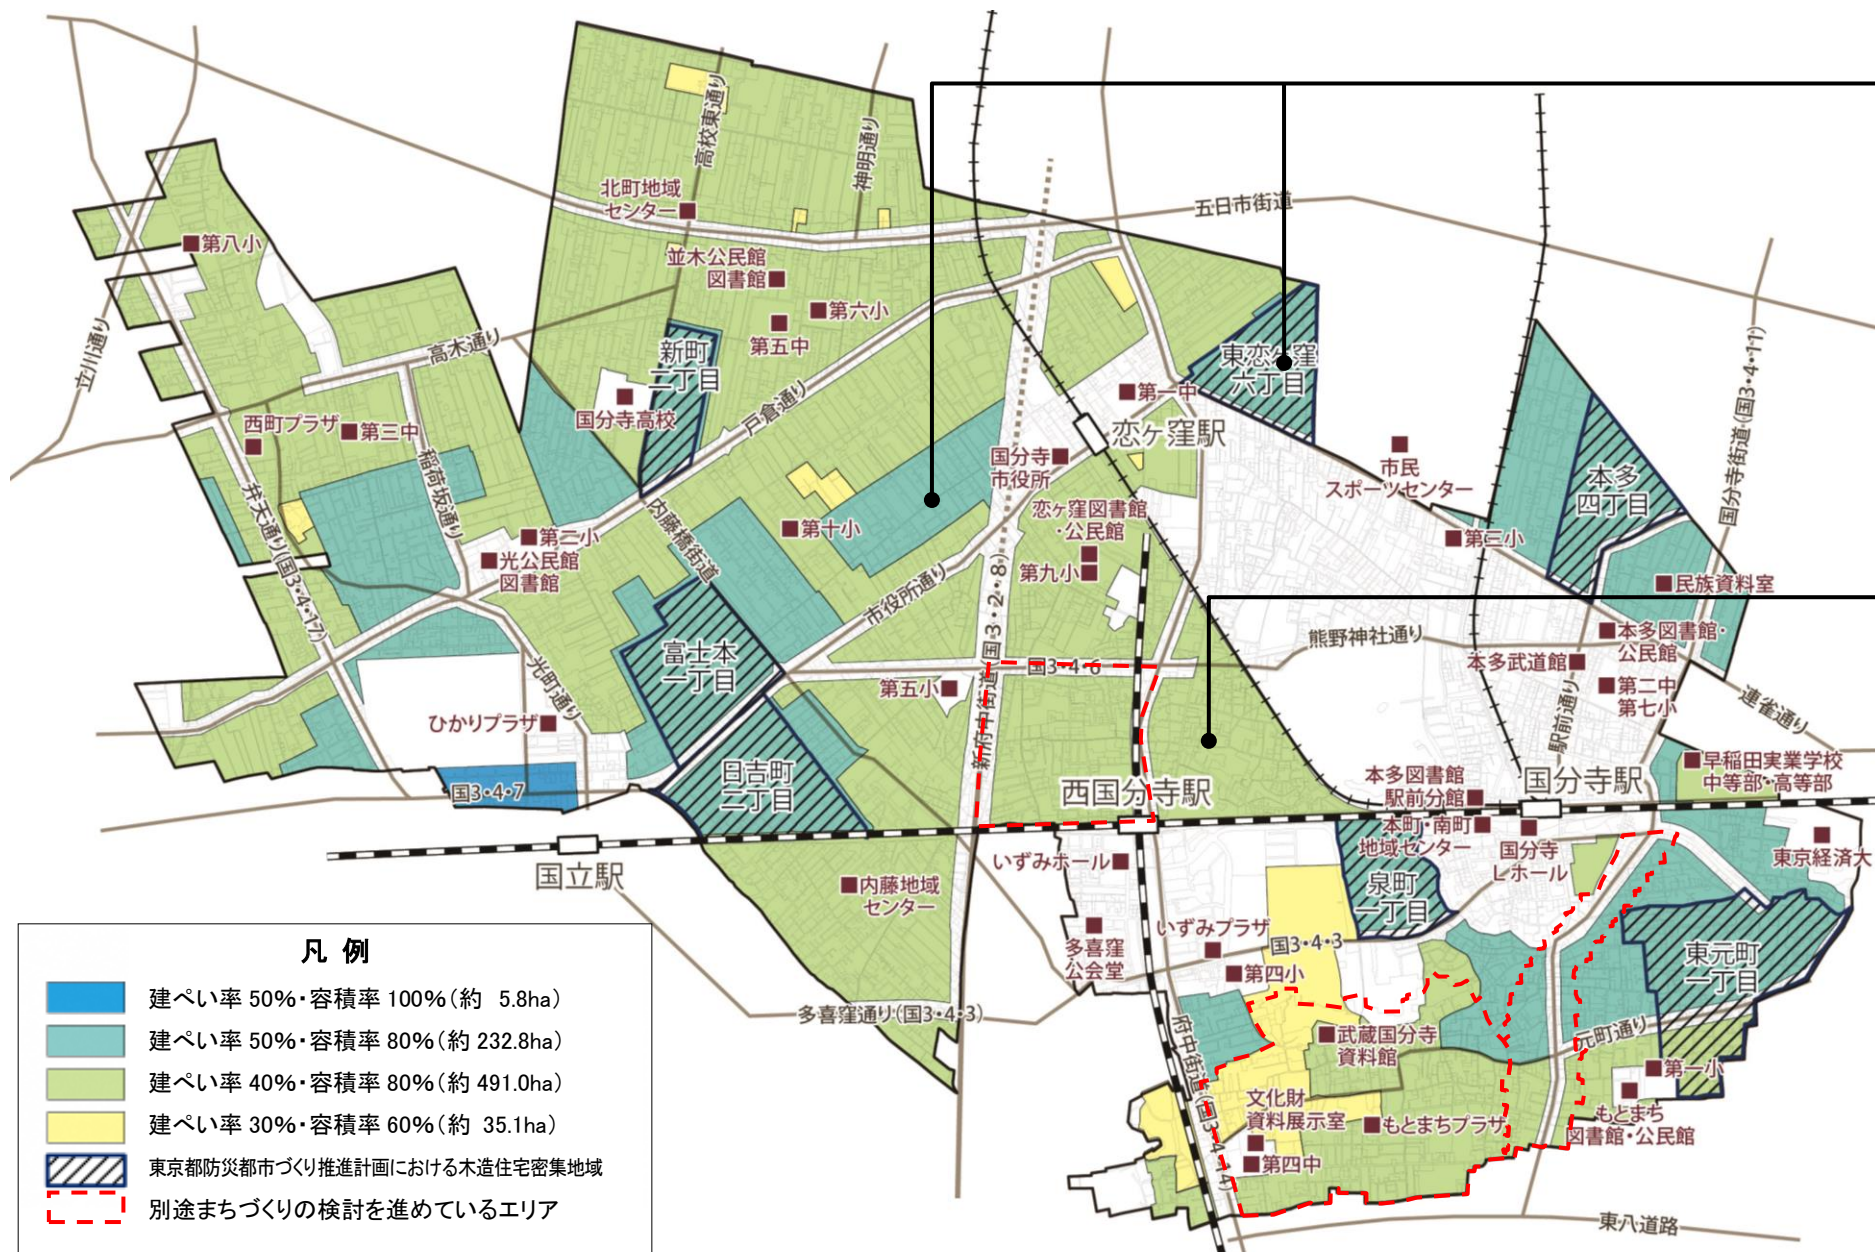 高校東通り
神明通り
北町地域
センター
五日市街道
第八小
並木公民館
図書館
第六小
第五中
立川通り
高木通り
新町
二丁目
国分寺高校
戸倉通り
東恋ヶ窪
六丁目
第一中
恋ヶ窪駅
国分寺街道(国3・4・11)
西町プラザ
第三中
稲荷坂通り
国分寺
市役所
市民
スポーツセンター
本多
四丁目
弁天通り(国3・4・17)
内藤橋街道
第十小
恋ヶ窪図書館
・公民館
第九小
第二小
光公民館
図書館
第三小
民族資料室
市役所通り
新府中街道(国3・2・8)
国3・4・6
熊野神社通り
本多図書館・
公民館
本多武道館
第二中
第七小
駅前通り
連雀通り
富士本
一丁目
光町通り
第五小
ひかりプラザ
日吉町
二丁目
国3・4・7
西国分寺駅
本多図書館
駅前分館
国分寺駅
早稲田実業学校
中等部・高等部
国立駅
いずみホール
本町・南町
地域センター
国分寺
Lホール
東京経済大
内藤地域
センター
泉町
一丁目
多喜窪
公会堂
いずみプラザ
国3・4・3
第四小
東元町
一丁目
多喜窪通り(国3・4・3)
府中街道(国3・4・14)
武蔵国分寺
資料館
元町通り
第一小
文化財
資料展示室
もとまちプラザ
もとまち
図書館・公民館
第四中
東八道路
凡 例
建ぺい率 50%・容積率 100%(約 5.8ha)
建ぺい率 50%・容積率 80%(約 232.8ha)
建ぺい率 40%・容積率 80%(約 491.0ha)
建ぺい率 30%・容積率 60%(約 35.1ha)
東京都防災都市づくり推進計画における木造住宅密集地域
別途まちづくりの検討を進めているエリア